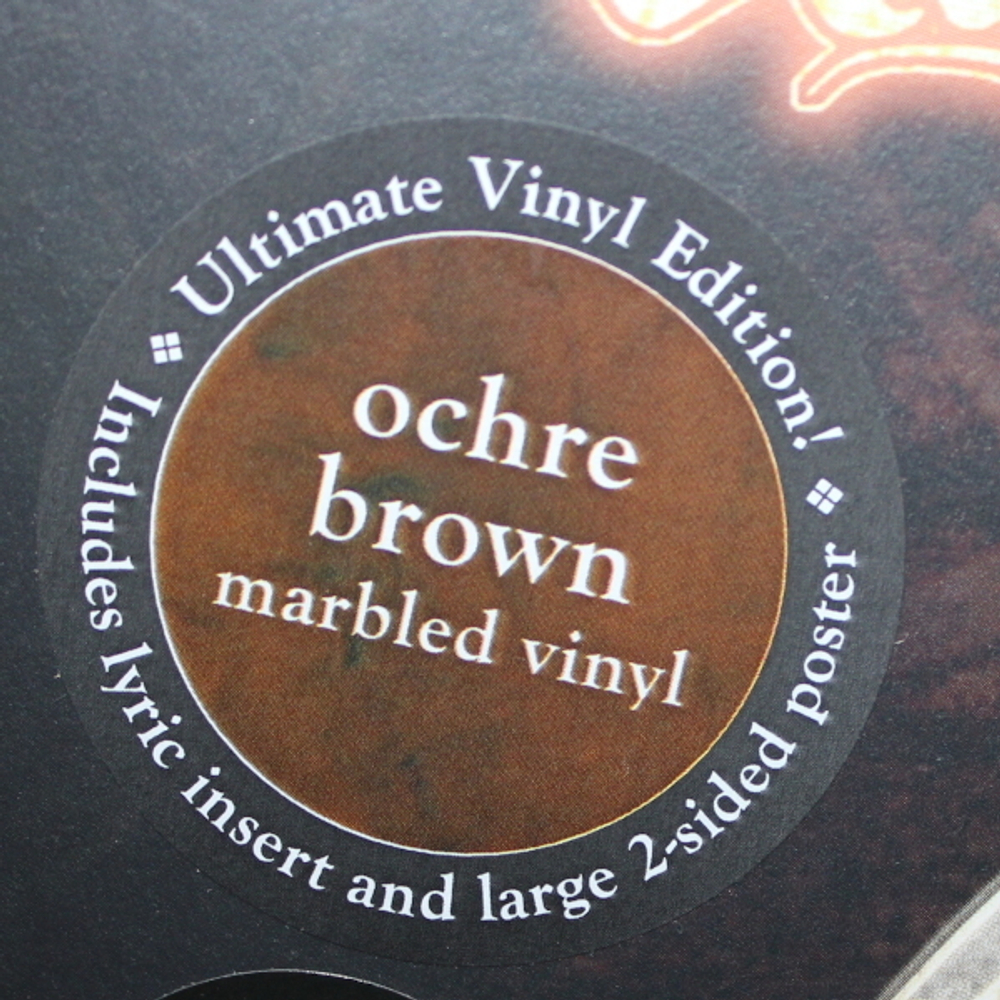 Ultimate Vinyl Edition!
ochre
brown
marbled vinyl
Includes lyric insert and large 2-sided poster